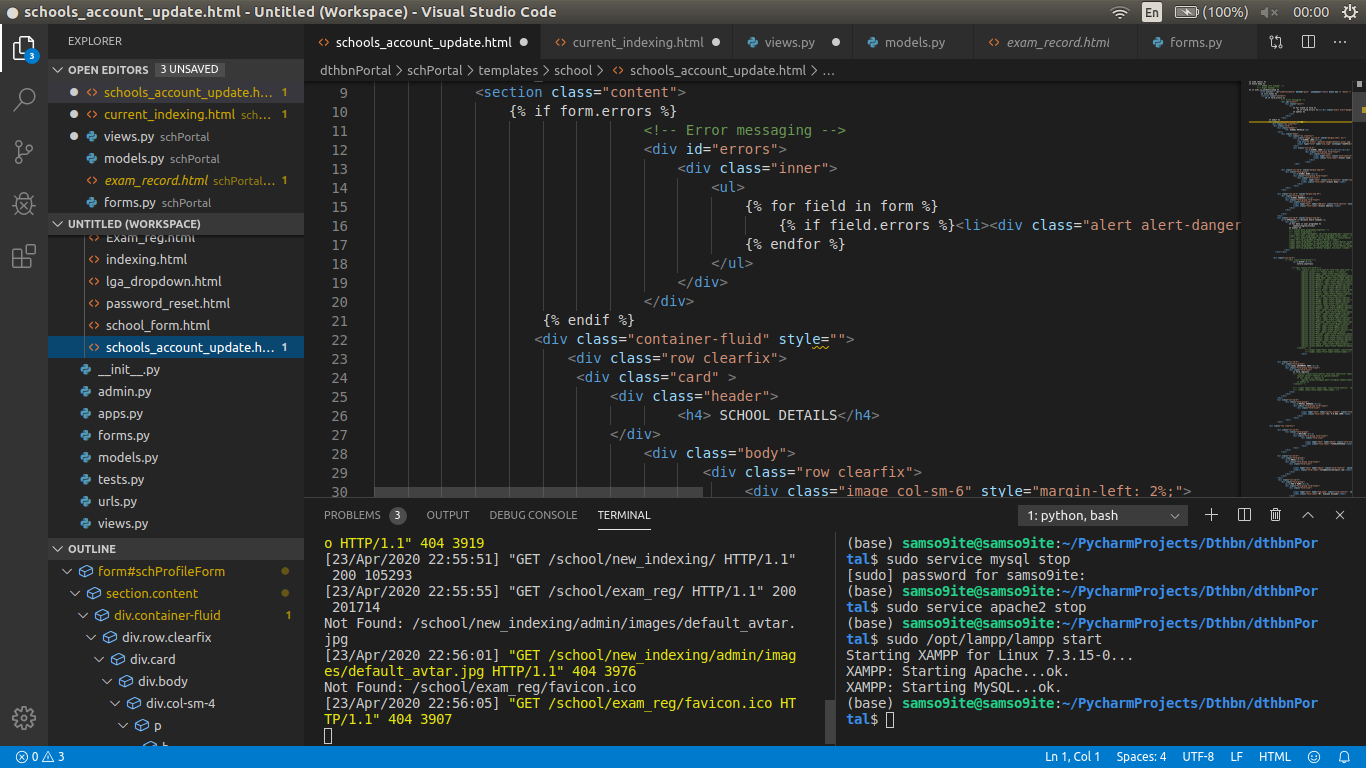 schools_account_update.html - Untitled (Workspace) - Visual Studio Code
En (100%) 00:00
EXPLORER
OPEN EDITORS 3 UNSAVED
schools_account_update.h... 1
current_indexing.html sch... 1
views.py schPortal
models.py schPortal
exam_record.html schPortal... 1
forms.py schPortal
UNTITLED (WORKSPACE)
Exam_reg.html
indexing.html
lga_dropdown.html
password_reset.html
school_form.html
schools_account_update.h... 1
__init__.py
admin.py
apps.py
forms.py
models.py
tests.py
urls.py
views.py
OUTLINE
form#schProfileForm
section.content
div.container-fluid 1
div.row.clearfix
div.card
div.body
div.col-sm-4
p
schools_account_update.html current_indexing.html views.py models.py exam_record.html forms.py
dthbnPortal > schPortal > templates > school > schools_account_update.html > ...
9 <section class="content">
10 {% if form.errors %}
11 <!-- Error messaging -->
12 <div id="errors">
13 <div class="inner">
14 <ul>
15 {% for field in form %}
16 {% if field.errors %}<li><div class="alert alert-danger
17 {% endfor %}
18 </ul>
19 </div>
20 </div>
21 {% endif %}
22 <div class="container-fluid" style="">
23 <div class="row clearfix">
24 <div class="card" >
25 <div class="header">
26 <h4> SCHOOL DETAILS</h4>
27 </div>
28 <div class="body">
29 <div class="row clearfix">
30 <div class="image col-sm-6" style="margin-left: 2%;">
PROBLEMS 3 OUTPUT DEBUG CONSOLE TERMINAL 1: python, bash
o HTTP/1.1" 404 3919
[23/Apr/2020 22:55:51] "GET /school/new_indexing/ HTTP/1.1"
200 105293
[23/Apr/2020 22:55:55] "GET /school/exam_reg/ HTTP/1.1" 200
201714
Not Found: /school/new_indexing/admin/images/default_avtar.
jpg
[23/Apr/2020 22:56:01] "GET /school/new_indexing/admin/imag
es/default_avtar.jpg HTTP/1.1" 404 3976
Not Found: /school/exam_reg/favicon.ico
[23/Apr/2020 22:56:05] "GET /school/exam_reg/favicon.ico HT
TP/1.1" 404 3907
(base) samso9ite@samso9ite:~/PycharmProjects/Dthbn/dthbnPor
tal$ sudo service mysql stop
[sudo] password for samso9ite:
(base) samso9ite@samso9ite:~/PycharmProjects/Dthbn/dthbnPor
tal$ sudo service apache2 stop
(base) samso9ite@samso9ite:~/PycharmProjects/Dthbn/dthbnPor
tal$ sudo /opt/lampp/lampp start
Starting XAMPP for Linux 7.3.15-0...
XAMPP: Starting Apache...ok.
XAMPP: Starting MySQL...ok.
(base) samso9ite@samso9ite:~/PycharmProjects/Dthbn/dthbnPor
tal$
0 3 Ln 1, Col 1 Spaces: 4 UTF-8 LF HTML